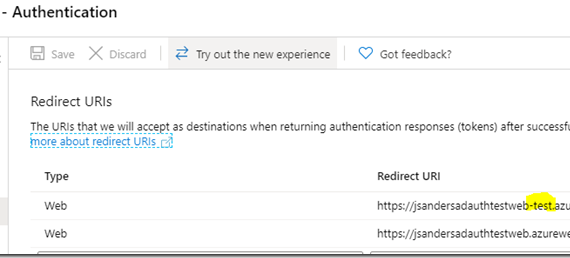 - Authentication
Save Discard Try out the new experience Got feedback?
Redirect URIs
The URIs that we will accept as destinations when returning authentication responses (tokens) after successfu
more about redirect URIs
Type Redirect URI
Web https://jsandersadauthtestweb-test.azu
Web https://jsandersadauthtestweb.azurewe